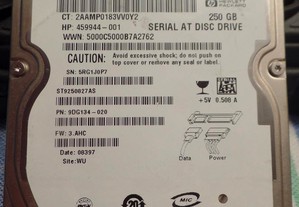 CT: 2AAMP0183VV0Y2
250 GB
HP: 459944-001
SERIAL AT DISC DRIVE
WWN: 5000C5000B7A2762
CAUTION: Avoid excessive shock; do not push on top cover or remove any seal or label.
SN: 5RG1J0P7
ST9250827AS
+5V 0.500 A
PN: 9DG134-020
FW: 3.AHC
Data
Power
Date: 08397
Site:WU
MIC